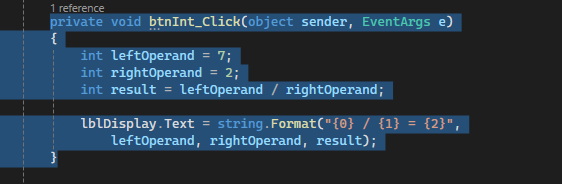 1 reference
private void btnInt_Click(object sender, EventArgs e)
{
int leftOperand = 7;
int rightOperand = 2;
int result = leftOperand / rightOperand;
lblDisplay.Text = string.Format("{0} / {1} = {2}",
leftOperand, rightOperand, result);
}